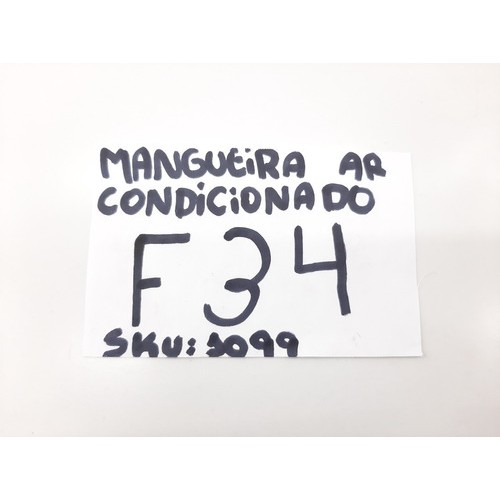 MANGUEiRA AR
CONDiCiONADO
F34
SKU: 3099